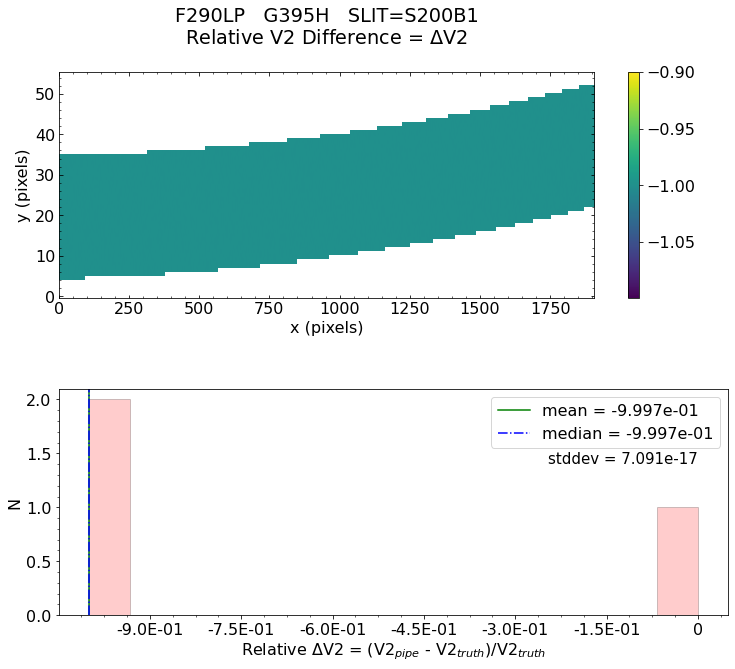 F290LP G395H SLIT=S200B1
Relative V2 Difference = ΔV2
50
40
30
20
10
0
y (pixels)
0 250 500 750 1000 1250 1500 1750
x (pixels)
−0.90
−0.95
−1.00
−1.05
2.0
1.5
1.0
0.5
0.0
N
mean = -9.997e-01
median = -9.997e-01
stddev = 7.091e-17
-9.0E-01 -7.5E-01 -6.0E-01 -4.5E-01 -3.0E-01 -1.5E-01 0
Relative ΔV2 = (V2pipe - V2truth)/V2truth